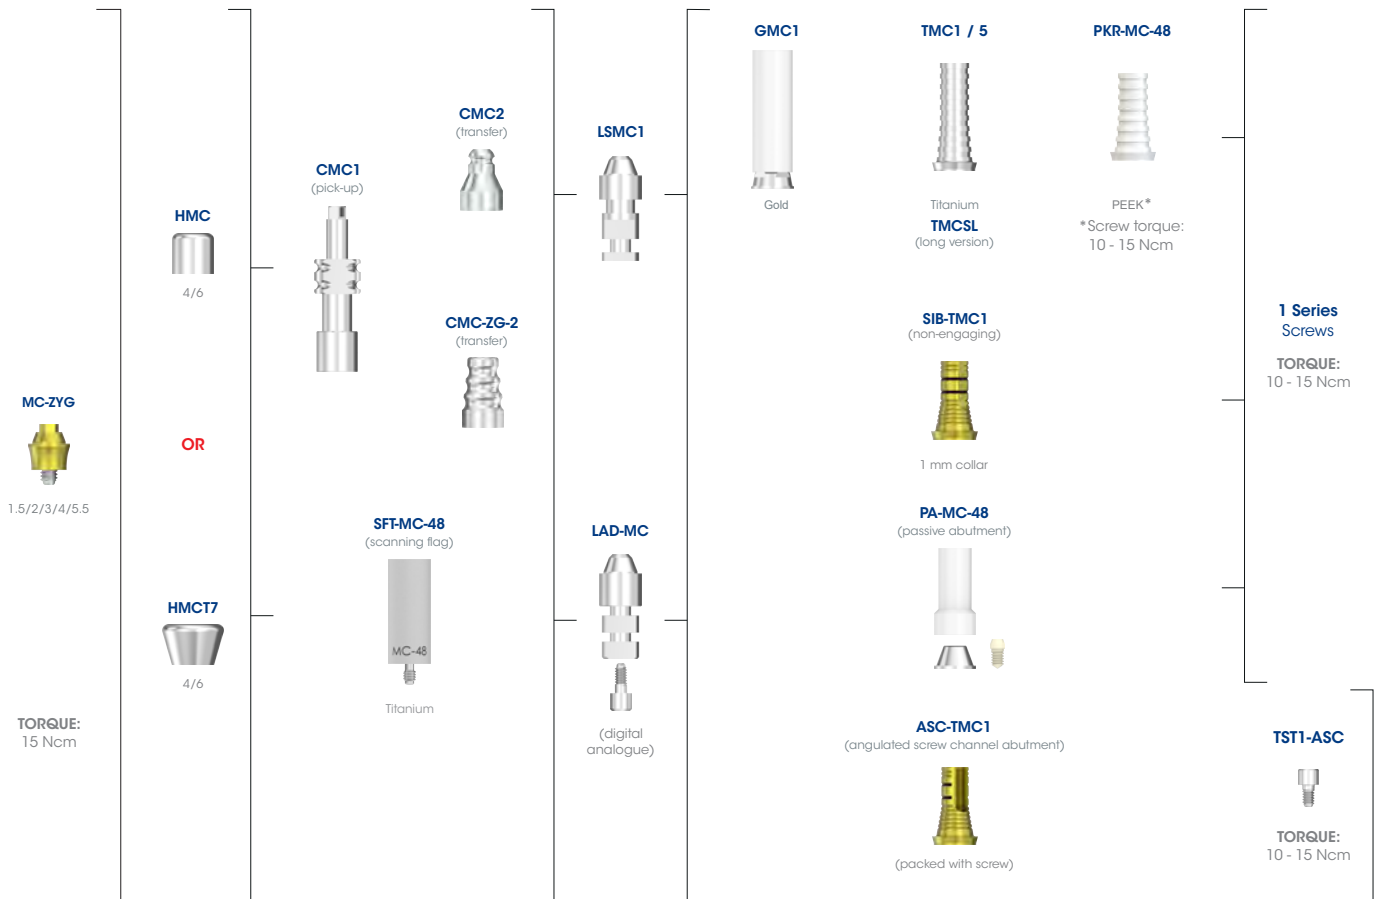 MC-ZYG
1.5/2/3/4/5.5
TORQUE:
15 Ncm
HMC
4/6
OR
HMCT7
4/6
CMC1
(pick-up)
CMC2
(transfer)
CMC-ZG-2
(transfer)
SFT-MC-48
(scanning flag)
MC-48
Titanium
LSMC1
LAD-MC
(digital
analogue)
GMC1
Gold
TMC1 / 5
Titanium
TMCSL
(long version)
PKR-MC-48
PEEK*
*Screw torque:
10 - 15 Ncm
SIB-TMC1
(non-engaging)
1 mm collar
PA-MC-48
(passive abutment)
ASC-TMC1
(angulated screw channel abutment)
(packed with screw)
1 Series
Screws
TORQUE:
10 - 15 Ncm
TST1-ASC
TORQUE:
10 - 15 Ncm